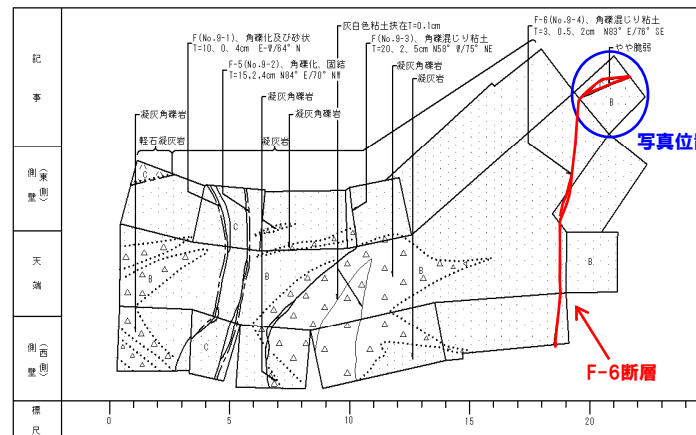 記事
F(No.9-1)、角礫化及び砂状
T=10、0、4cm E-W/64° N
灰白色粘土挟在T=0.1cm
F(No.9-3)、角礫混じり粘土
T=20、2、5cm N58° W/75° NE
F-6(No.9-4)、角礫混じり粘土
T=3、0.5、2cm N83° E/76° SE
やや脆弱
F-5(No.9-2)、角礫化、固結
T=15、2、4cm N84° E/70° NW
凝灰角礫岩
凝灰岩
凝灰角礫岩
凝灰角礫岩
凝灰角礫岩
軽石凝灰岩
凝灰岩
写真位
側壁(東側)
C
C
B
B
天端
B
B
B
B
側壁(西側)
C
F-6断層
標尺
0
5
10
15
20